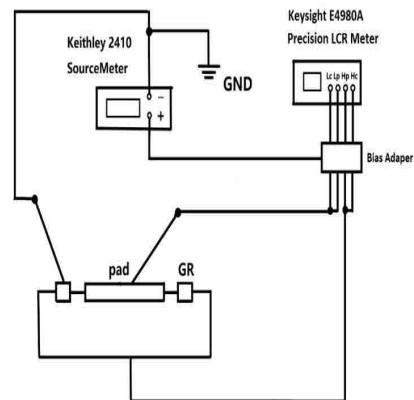 Keithley 2410
SourceMeter
−
+
GND
Keysight E4980A
Precision LCR Meter
Lc Lp Hp Hc
Bias Adaper
pad
GR